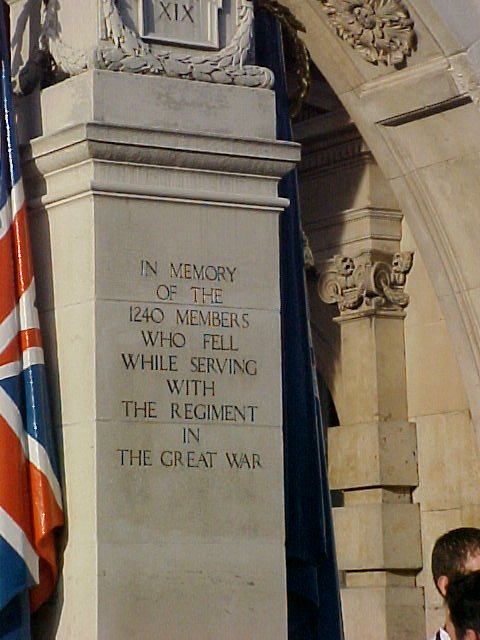 XIX
IN MEMORY
OF THE
1240 MEMBERS
WHO FELL
WHILE SERVING
WITH
THE REGIMENT
IN
THE GREAT WAR